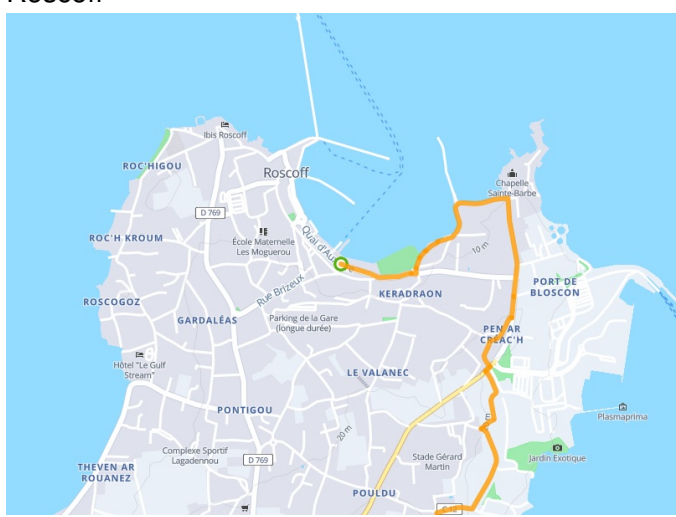 Roscoff
Ibis Roscoff
ROC'HIGOU
Roscoff
Chapelle
Sainte-Barbe
D 769
ROC'H KROUM
École Maternelle
Les Moguerou
Quai d'Au
10 m
Rue Brizeux
KERADRAON
PORT DE
BLOSCON
ROSCOGOZ
GARDALÉAS
Parking de la Gare
(longue durée)
PEN AR
CREAC'H
Hôtel "Le Gulf
Stream"
LE VALANEC
PONTIGOU
Plasmaprima
20 m
Complexe Sportif
Lagadennou
D 769
Stade Gérard
Martin
Jardin Exotique
THEVEN AR
ROUANEZ
POULDU